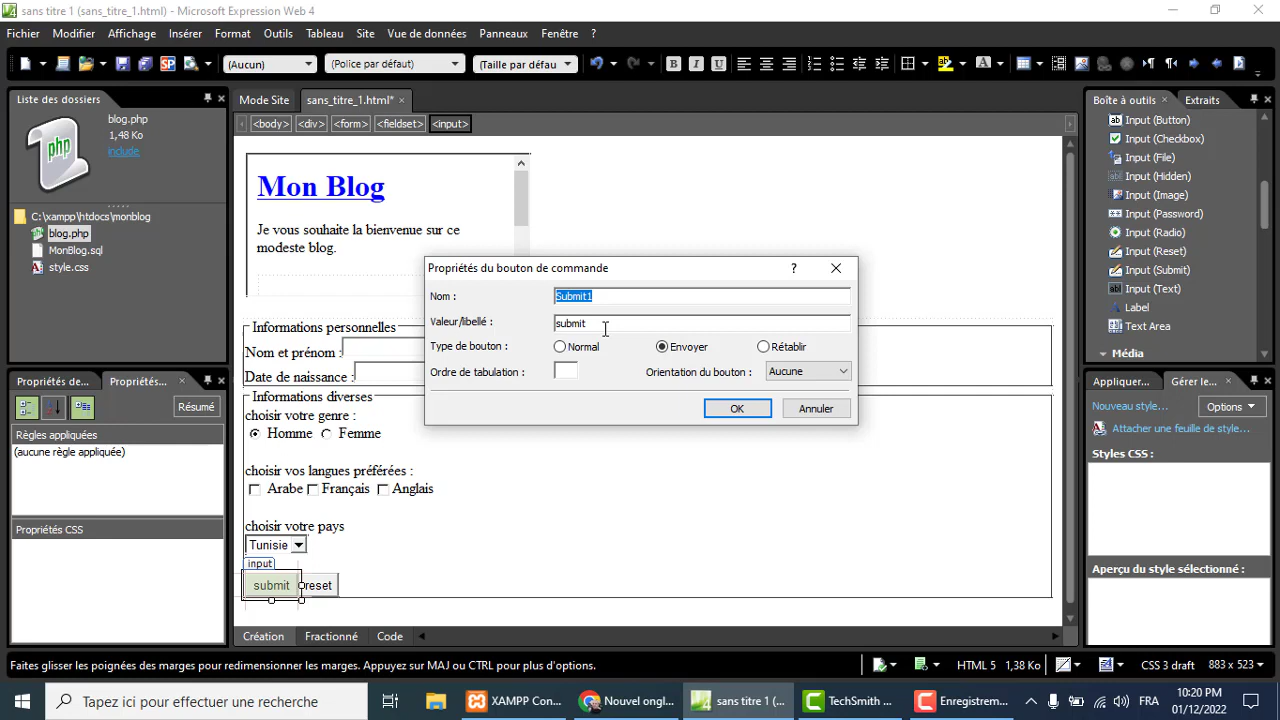 sans titre 1 (sans_titre_1.html) - Microsoft Expression Web 4
Fichier Modifier Affichage Insérer Format Outils Tableau Site Vue de données Panneaux Fenêtre ?
(Aucun) (Police par défaut) (Taille par défau
Liste des dossiers
blog.php
1,48 Ko
include
C:\xampp\htdocs\monblog
blog.php
MonBlog.sql
style.css
Propriétés de... Propriétés...
Résumé
Règles appliquées
(aucune règle appliquée)
Propriétés CSS
Mode Site sans_titre_1.html*
<body> <div> <form> <fieldset> <input>
Mon Blog
Je vous souhaite la bienvenue sur ce
modeste blog.
Informations personnelles
Nom et prénom :
Date de naissance :
Informations diverses
choisir votre genre :
Homme Femme
choisir vos langues préférées :
Arabe Français Anglais
choisir votre pays
Tunisie
input
submit reset
Création Fractionné Code
Propriétés du bouton de commande
Nom : Submit1
Valeur/libellé : submit
Type de bouton : Normal Envoyer Rétablir
Ordre de tabulation : Orientation du bouton : Aucune
OK Annuler
Boîte à outils Extraits
Input (Button)
Input (Checkbox)
Input (File)
Input (Hidden)
Input (Image)
Input (Password)
Input (Radio)
Input (Reset)
Input (Submit)
Input (Text)
Label
Text Area
Média
Appliquer... Gérer le...
Nouveau style... Options
Attacher une feuille de style...
Styles CSS :
Aperçu du style sélectionné :
Faites glisser les poignées des marges pour redimensionner les marges. Appuyez sur MAJ ou CTRL pour plus d'options.
HTML 5 1,38 Ko CSS 3 draft 883 x 523
Tapez ici pour effectuer une recherche
XAMPP Con... Nouvel ongl... sans titre 1 (... TechSmith ... Enregistrem...
FR
10:20 PM
01/12/2022